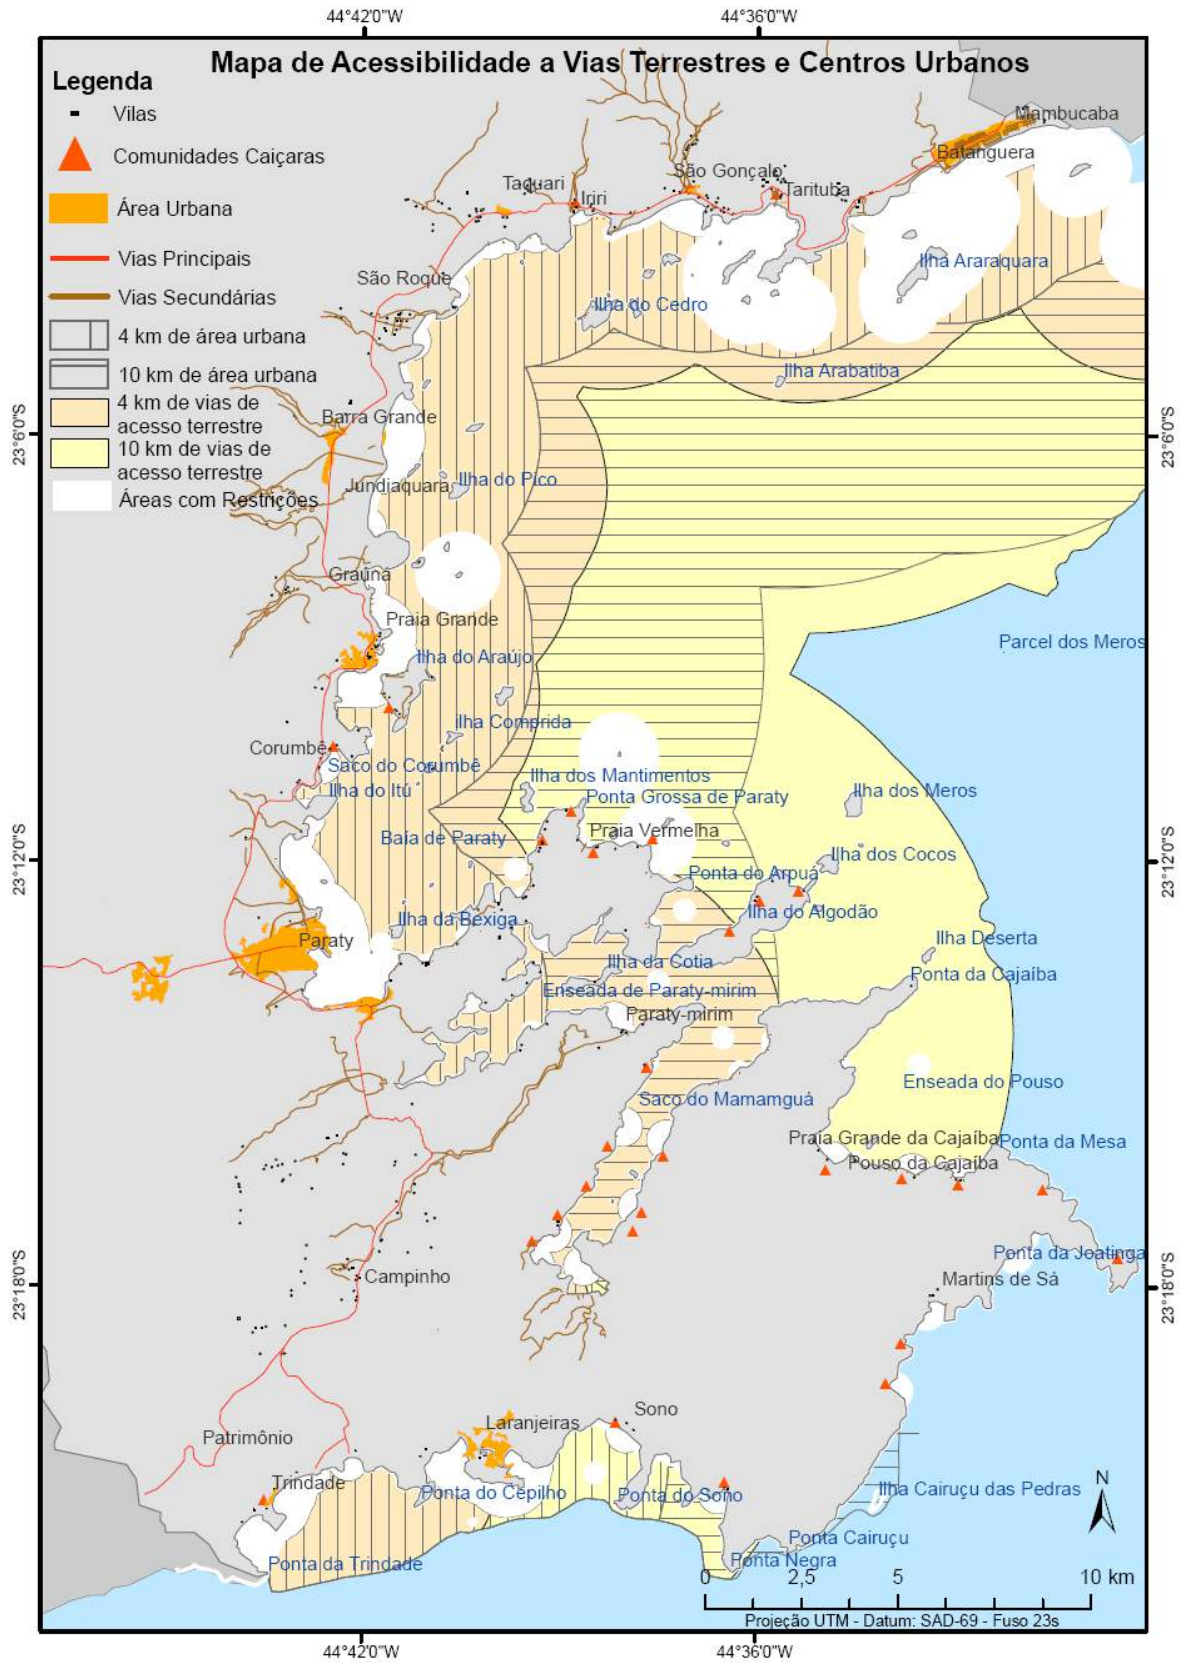 44°42'0"W
44°36'0"W
Mapa de Acessibilidade a Vias Terrestres e Centros Urbanos
Legenda
Vilas
Comunidades Caiçaras
Área Urbana
Vias Principais
Vias Secundárias
4 km de área urbana
10 km de área urbana
4 km de vias de
acesso terrestre
10 km de vias de
acesso terrestre
Áreas com Restrições
Mambucaba
Batanguera
São Gonçalo
Taquari
Iriri
Tarituba
Ilha Araraquara
São Roque
Ilha do Cedro
Ilha Arabatiba
Barra Grande
23°6'0"S
23°6'0"S
Jundiaquara
Ilha do Pico
Graúna
Praia Grande
Parcel dos Meros
Ilha do Araújo
Ilha Comprida
Corumbê
Saco do Corumbê
Ilha dos Mantimentos
Ilha do Itú
Ponta Grossa de Paraty
Ilha dos Meros
Baía de Paraty
Praia Vermelha
23°12'0"S
23°12'0"S
Ilha dos Cocos
Ponta do Arpuá
Ilha da Bexiga
Ilha do Algodão
Paraty
Ilha Deserta
Ilha da Cotia
Ponta da Cajaíba
Enseada de Paraty-mirim
Paraty-mirim
Enseada do Pouso
Saco do Mamamguá
Praia Grande da Cajaíba
Ponta da Mesa
Pouso da Cajaíba
Ponta da Joatinga
23°18'0"S
23°18'0"S
Campinho
Martins de Sá
Sono
Laranjeiras
Patrimônio
Trindade
Ponta do Cepilho
Ponta do Sono
Ilha Cairuçu das Pedras
N
Ponta Cairuçu
Ponta da Trindade
Ponta Negra
0 2,5 5 10 km
Projeção UTM - Datum: SAD-69 - Fuso 23s
44°42'0"W
44°36'0"W